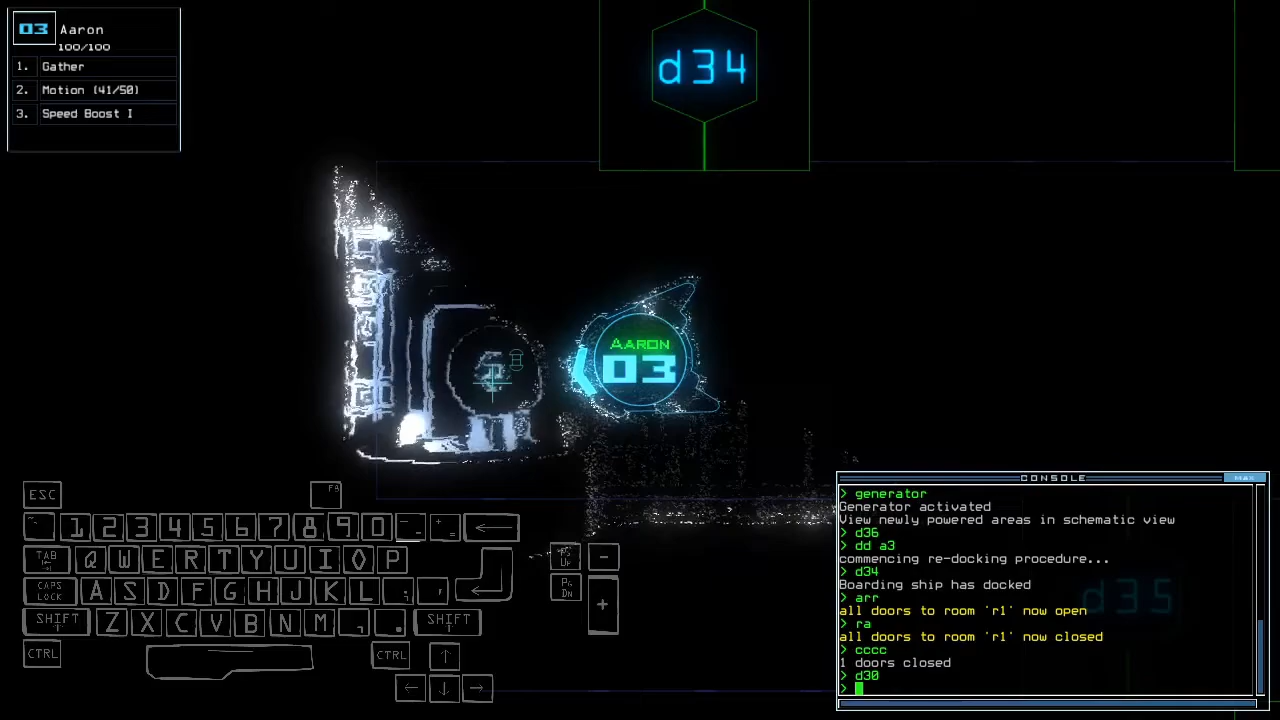 03 Aaron
100/100
1. Gather
2. Motion (41/50)
3. Speed Boost I
d34
AARON
03
CONSOLE
MAX
> generator
Generator activated
View newly powered areas in schematic view
> d36
> dd a3
commencing re-docking procedure...
> d34
Boarding ship has docked
> arr
all doors to room 'r1' now open
> ra
all doors to room 'r1' now closed
> cccc
1 doors closed
> d30
>
d35
ESC
F9
~ 1 2 3 4 5 6 7 8 9 0 - + =
TAB Q W E R T Y U I O P
CAPS LOCK A S D F G H J K L ; '
SHIFT Z X C V B N M , . SHIFT
CTRL CTRL
PG UP -
PG DN +